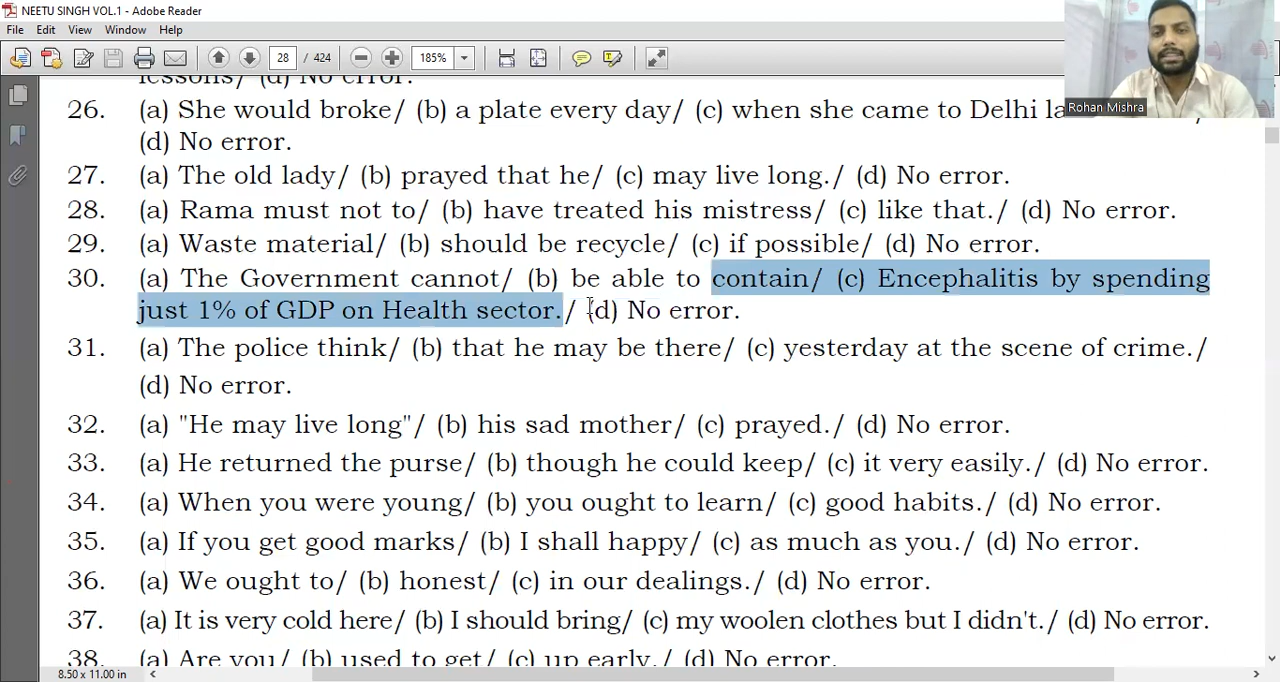 NEETU SINGH VOL.1 - Adobe Reader
File Edit View Window Help
28 / 424 185%
Rohan Mishra
lessons/ (d) No error.
26. (a) She would broke/ (b) a plate every day/ (c) when she came to Delhi
(d) No error.
27. (a) The old lady/ (b) prayed that he/ (c) may live long./ (d) No error.
28. (a) Rama must not to/ (b) have treated his mistress/ (c) like that./ (d) No error.
29. (a) Waste material/ (b) should be recycle/ (c) if possible/ (d) No error.
30. (a) The Government cannot/ (b) be able to contain/ (c) Encephalitis by spending
just 1% of GDP on Health sector./ (d) No error.
31. (a) The police think/ (b) that he may be there/ (c) yesterday at the scene of crime./
(d) No error.
32. (a) "He may live long"/ (b) his sad mother/ (c) prayed./ (d) No error.
33. (a) He returned the purse/ (b) though he could keep/ (c) it very easily./ (d) No error.
34. (a) When you were young/ (b) you ought to learn/ (c) good habits./ (d) No error.
35. (a) If you get good marks/ (b) I shall happy/ (c) as much as you./ (d) No error.
36. (a) We ought to/ (b) honest/ (c) in our dealings./ (d) No error.
37. (a) It is very cold here/ (b) I should bring/ (c) my woolen clothes but I didn't./ (d) No error.
38. (a) Are you/ (b) used to get/ (c) up early./ (d) No error.
8.50 x 11.00 in